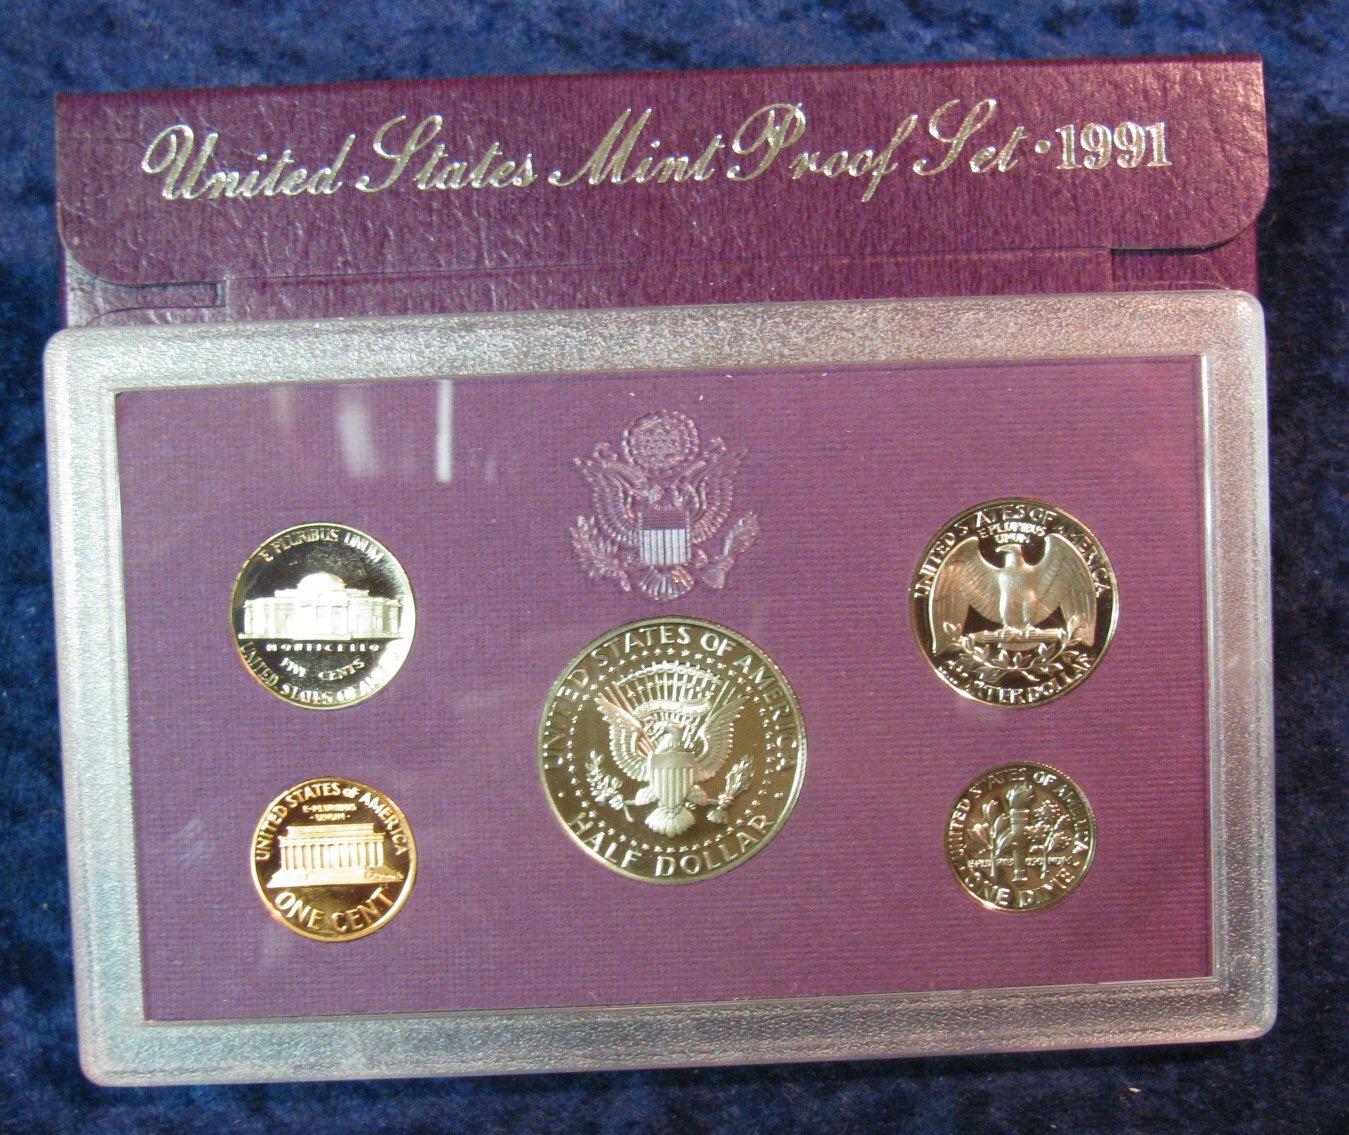 United States Mint Proof Set · 1991
E PLURIBUS UNUM
MONTICELLO
FIVE CENTS
UNITED STATES OF AMERICA
UNITED STATES OF AMERICA
E·PLURIBUS
·UNUM·
ONE CENT
UNITED STATES OF AMERICA
HALF DOLLAR
UNITED STATES OF AMERICA
E PLURIBUS
UNUM
QUARTER DOLLAR
UNITED STATES OF AMERICA
ONE DIME